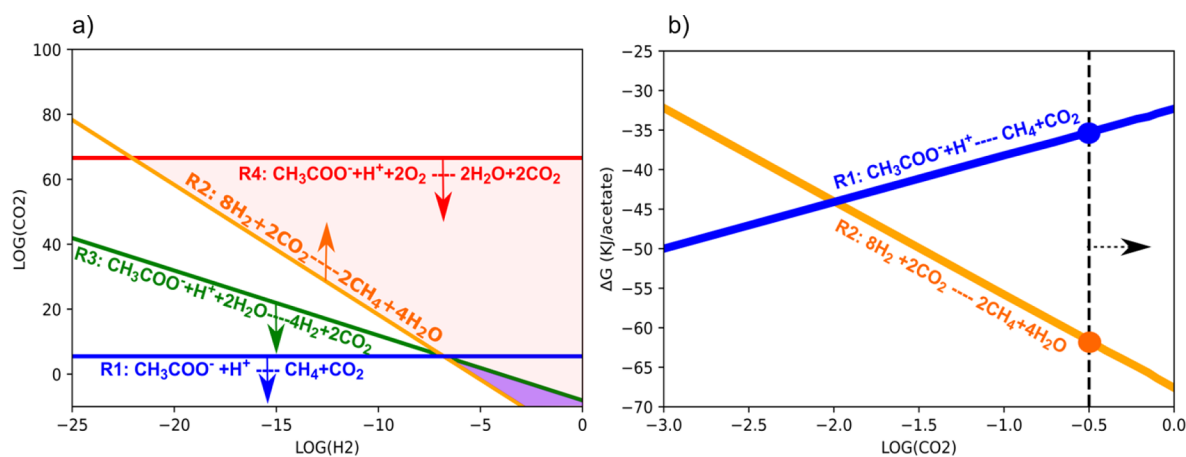 a)
100
80
60
40
20
0
LOG(CO2)
−25
−20
−15
−10
−5
0
LOG(H2)
R4: CH₃COO⁻+H⁺+2O₂ ---- 2H₂O+2CO₂
R2: 8H₂+2CO₂----2CH₄+4H₂O
R3: CH₃COO⁻+H⁺+2H₂O----4H₂+2CO₂
R1: CH₃COO⁻ +H⁺ ---- CH₄+CO₂
b)
−25
−30
−35
−40
−45
−50
−55
−60
−65
−70
ΔG (KJ/acetate)
−3.0
−2.5
−2.0
−1.5
−1.0
−0.5
0.0
LOG(CO2)
R1: CH₃COO⁻+H⁺ ---- CH₄+CO₂
R2: 8H₂ +2CO₂ ---- 2CH₄+4H₂O